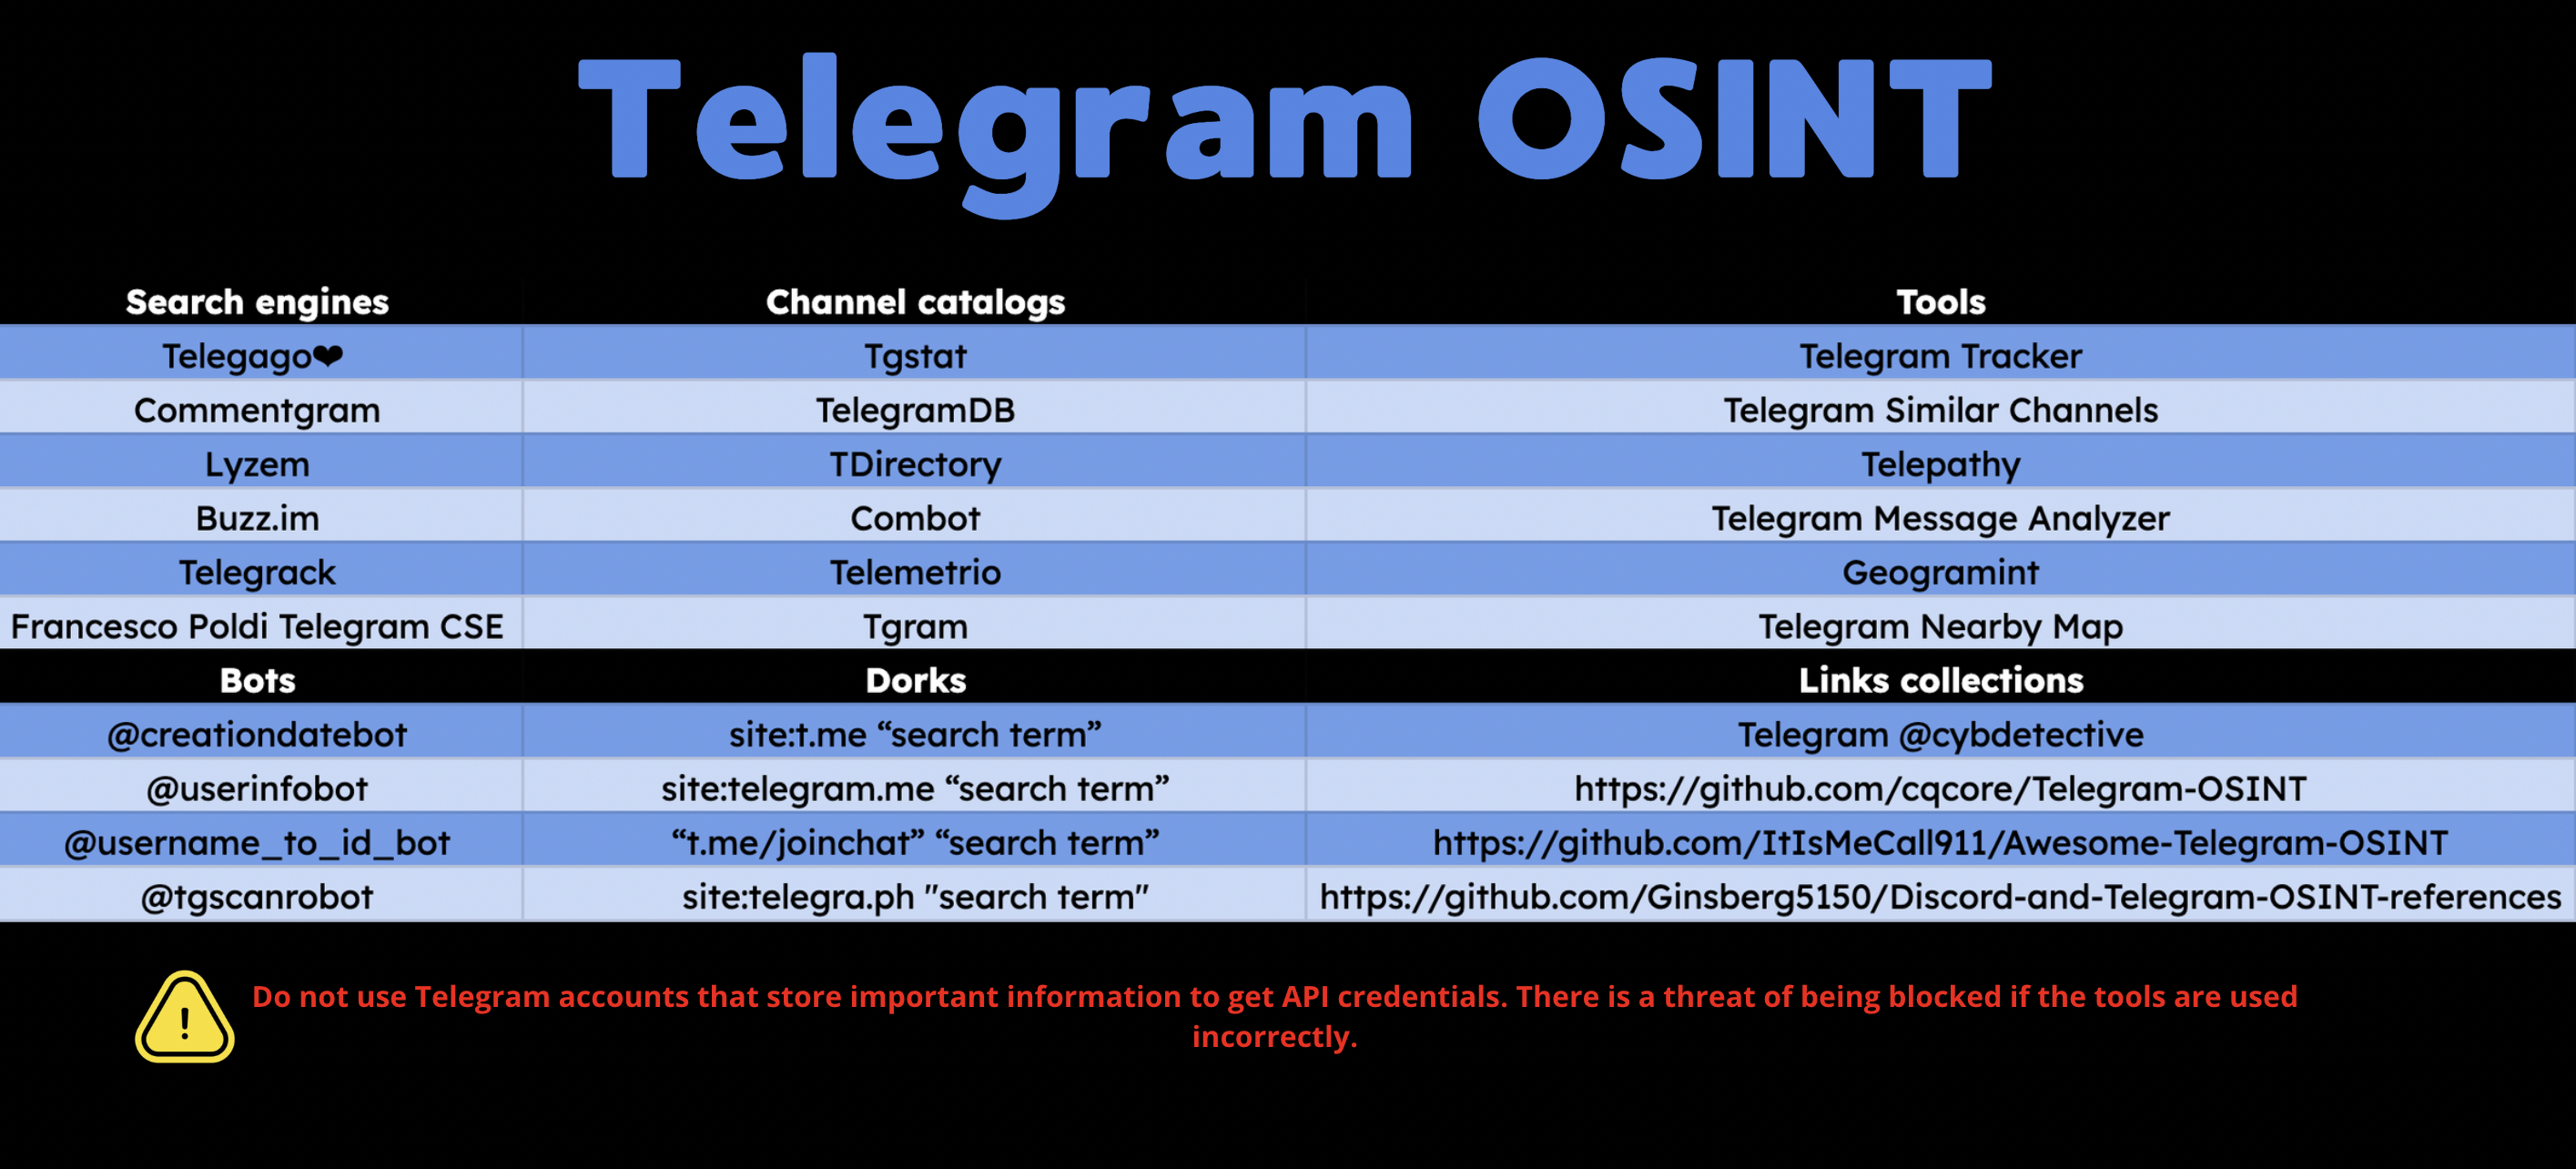 Telegram OSINT
Search engines Channel catalogs Tools
Telegago❤ Tgstat Telegram Tracker
Commentgram TelegramDB Telegram Similar Channels
Lyzem TDirectory Telepathy
Buzz.im Combot Telegram Message Analyzer
Telegrack Telemetrio Geogramint
Francesco Poldi Telegram CSE Tgram Telegram Nearby Map
Bots Dorks Links collections
@creationdatebot site:t.me “search term” Telegram @cybdetective
@userinfobot site:telegram.me “search term” https://github.com/cqcore/Telegram-OSINT
@username_to_id_bot “t.me/joinchat” “search term” https://github.com/ItIsMeCall911/Awesome-Telegram-OSINT
@tgscanrobot site:telegra.ph "search term" https://github.com/Ginsberg5150/Discord-and-Telegram-OSINT-references
Do not use Telegram accounts that store important information to get API credentials. There is a threat of being blocked if the tools are used
incorrectly.